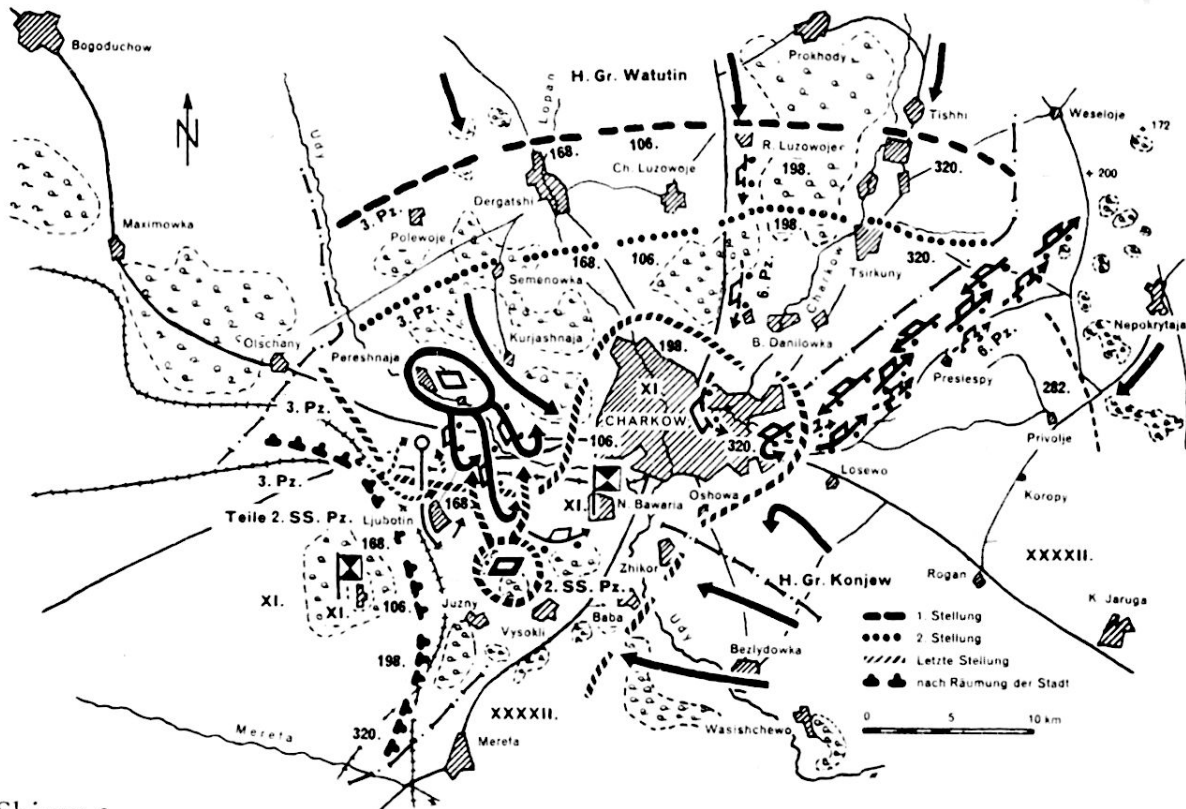 Bogoduchow
N
Udy
Lopan
H. Gr. Watutin
Prokhody
Tishhi
Weseloje
172
200
168.
106.
R. Luzowoje
198.
320.
Ch. Luzowoje
Dergatshi
3. Pz.
Polewoje
Maximowka
168.
106.
198.
320.
Semenowka
6. Pz.
Charkow
Tsirkuny
3. Pz.
Kurjashnaja
B. Danilowka
Nepokrytaja
Olschany
Pereshnaja
198.
6. Pz.
Presiespy
282.
XI.
CHARKOW
3. Pz.
106.
320.
Privolje
3. Pz.
Losewo
Oshowa
Koropy
Teile 2. SS. Pz.
Ljubotin
168.
XI.
N. Bawaria
168.
Zhikor
H. Gr. Konjew
XXXXII.
Rogan
K. Jaruga
XI.
XI.
106.
2. SS. Pz.
Juzny
Vysokli
Baba
Udy
Bezlydowka
198.
XXXXII.
Wasishchewo
Merefa
320.
Merefa
1. Stellung
2. Stellung
Letzte Stellung
nach Räumung der Stadt
0 5 10 km